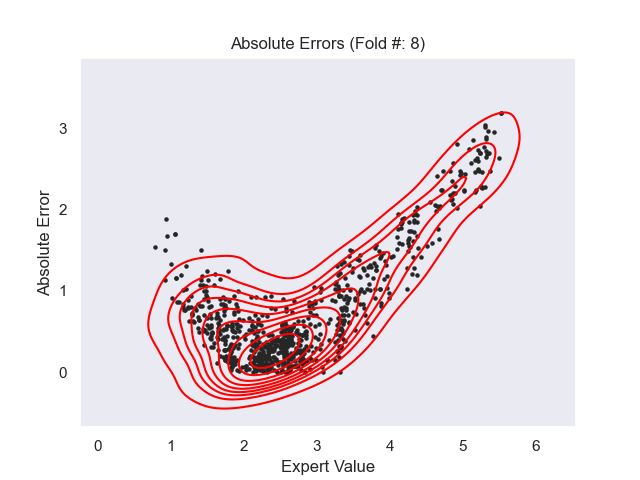 Absolute Errors (Fold #: 8)
3
2
1
0
Absolute Error
0 1 2 3 4 5 6
Expert Value